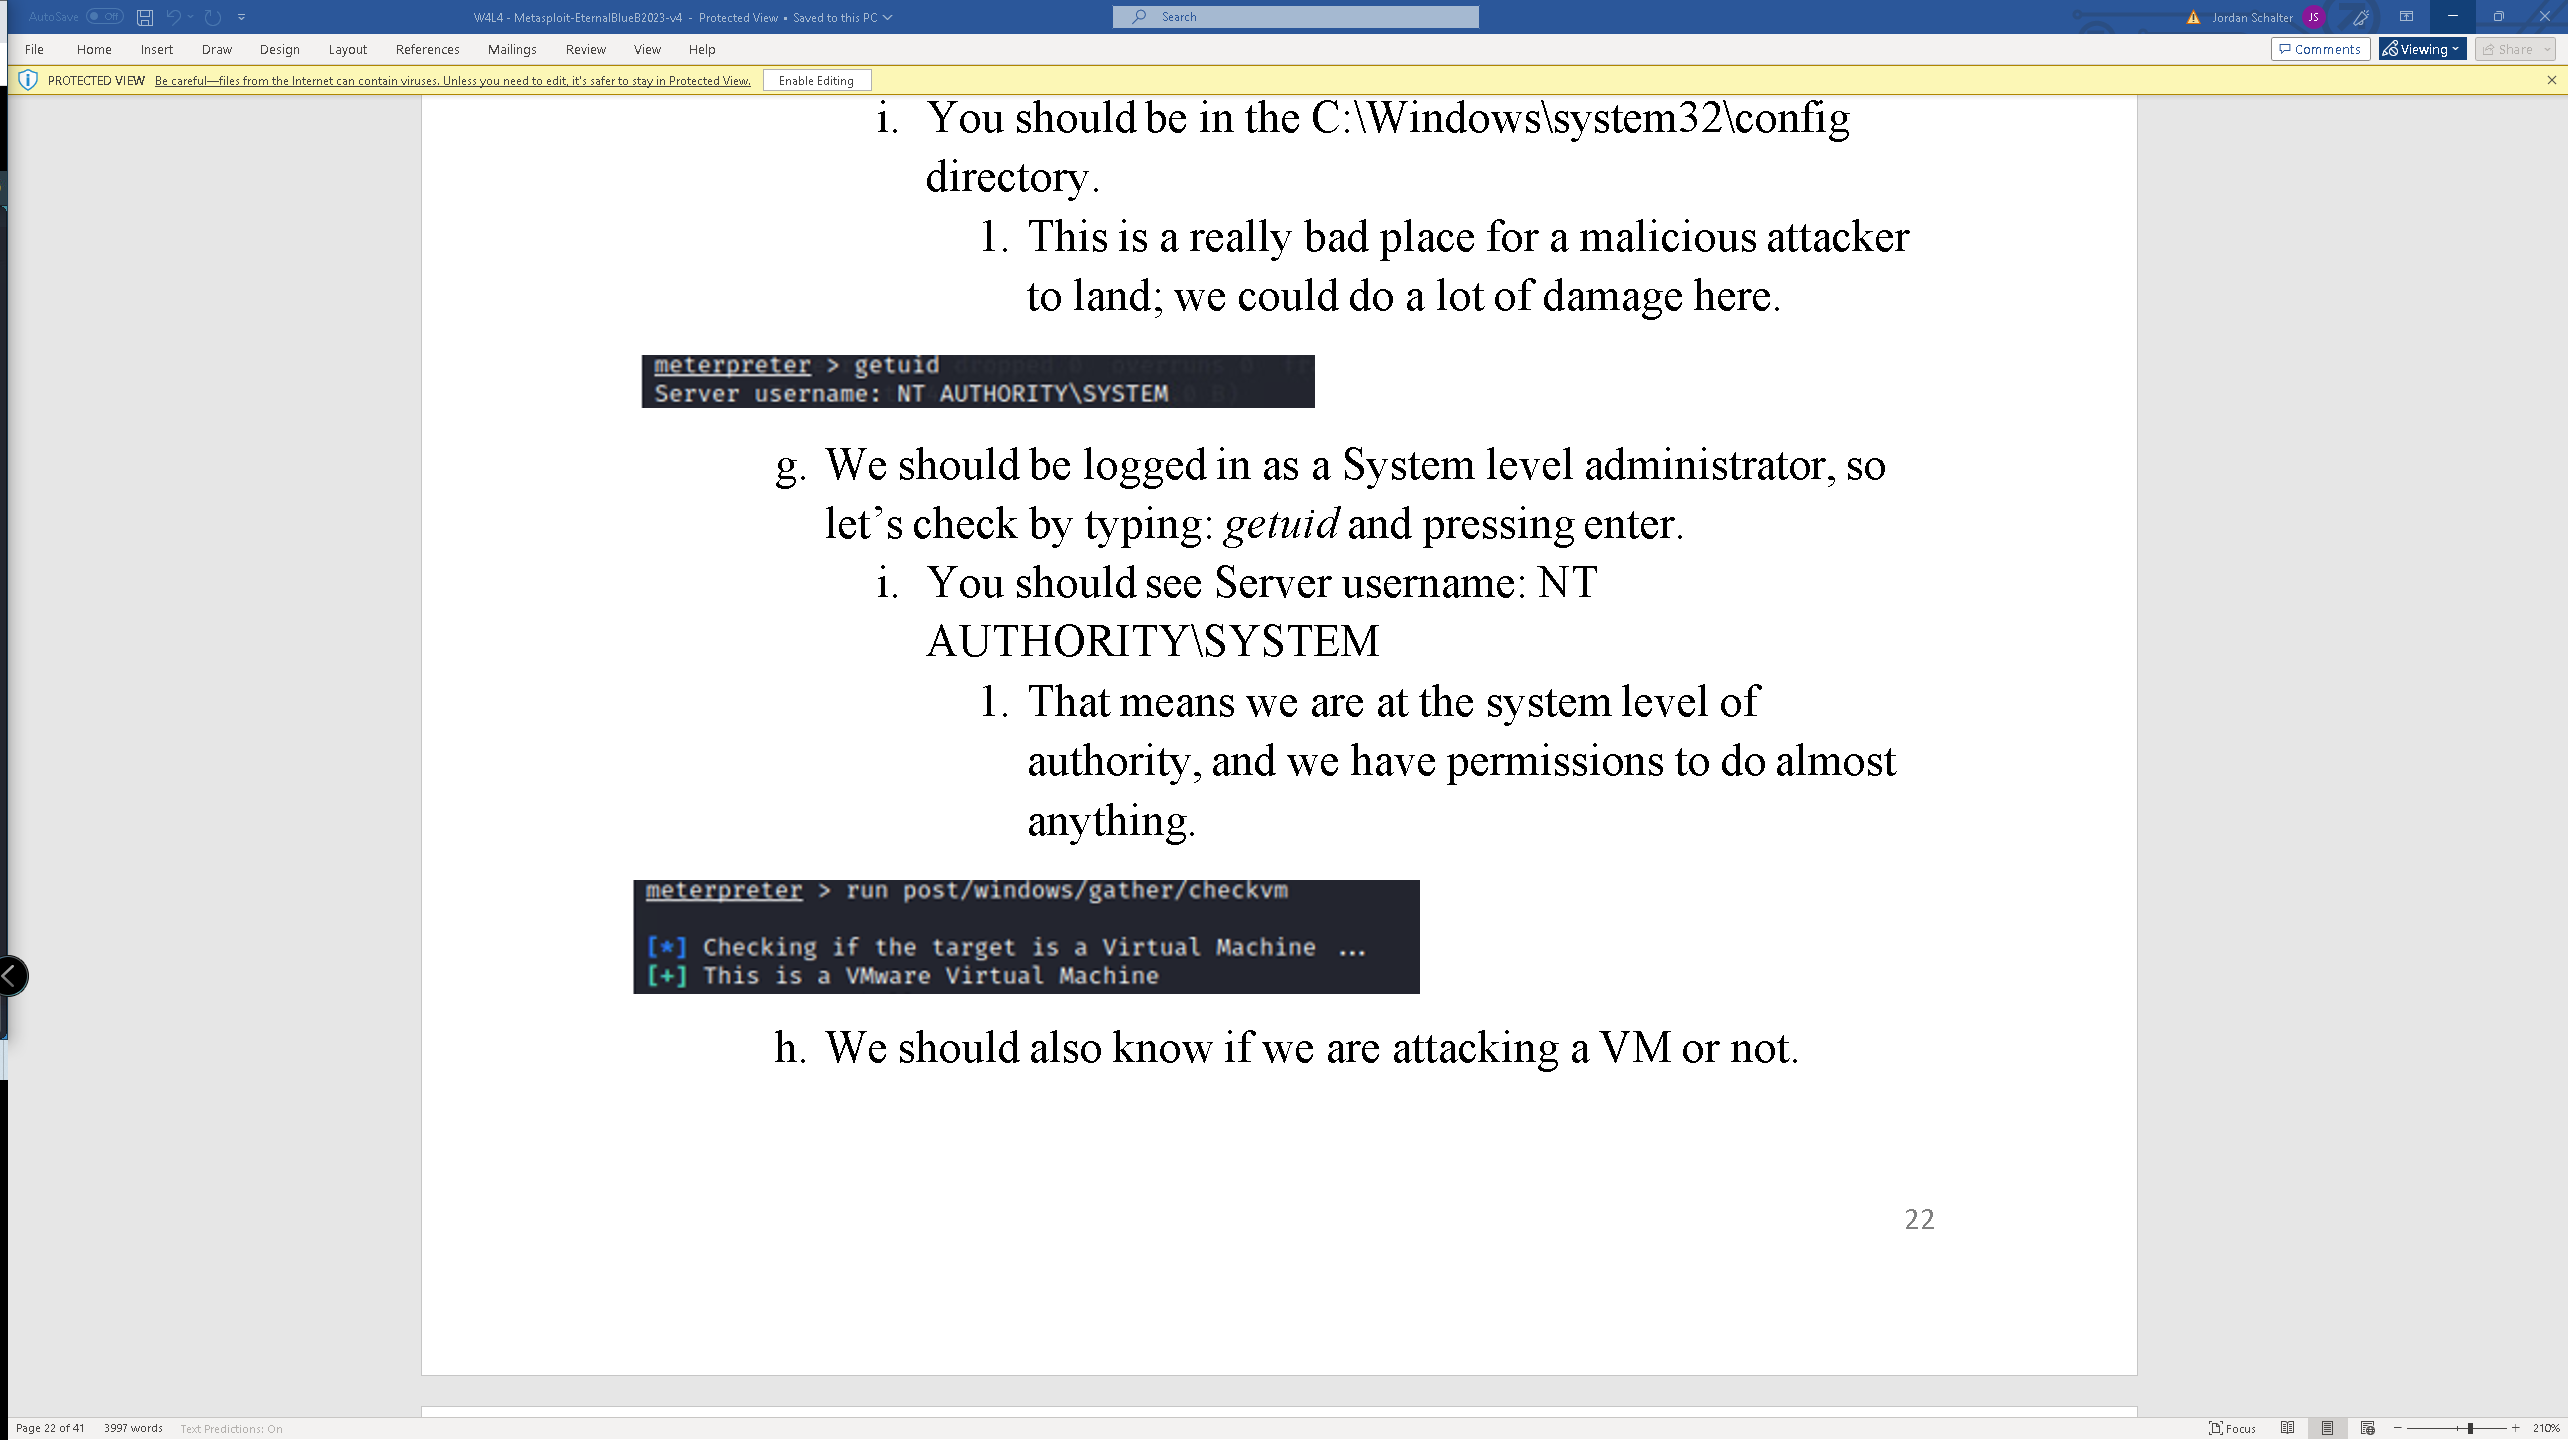 AutoSave Off W4L4 - Metasploit-EternalBlueB2023-v4 - Protected View • Saved to this PC Search Jordan Schalter JS
File Home Insert Draw Design Layout References Mailings Review View Help Comments Viewing Share
PROTECTED VIEW Be careful—files from the Internet can contain viruses. Unless you need to edit, it's safer to stay in Protected View. Enable Editing
i. You should be in the C:\Windows\system32\config
directory.
1. This is a really bad place for a malicious attacker
to land; we could do a lot of damage here.
meterpreter > getuid
Server username: NT AUTHORITY\SYSTEM
g. We should be logged in as a System level administrator, so
let’s check by typing: getuid and pressing enter.
i. You should see Server username: NT
AUTHORITY\SYSTEM
1. That means we are at the system level of
authority, and we have permissions to do almost
anything.
meterpreter > run post/windows/gather/checkvm
[*] Checking if the target is a Virtual Machine ...
[+] This is a VMware Virtual Machine
h. We should also know if we are attacking a VM or not.
22
Page 22 of 41 3997 words Text Predictions: On Focus 210%